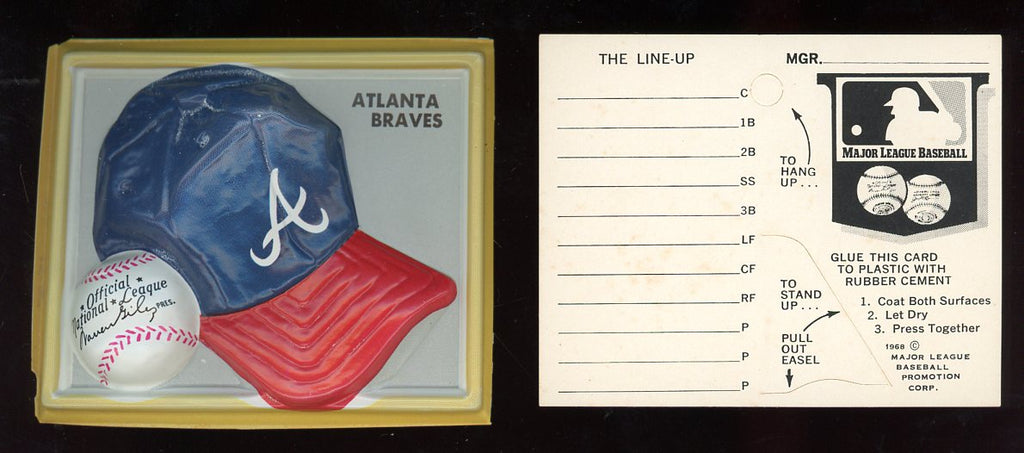 ATLANTA
BRAVES
A
Official
National League
Warren Giles PRES.
THE LINE-UP
MGR.
C
1B
2B
SS
3B
LF
CF
RF
P
P
P
TO
HANG
UP...
TO
STAND
UP...
PULL
OUT
EASEL
MAJOR LEAGUE BASEBALL
GLUE THIS CARD
TO PLASTIC WITH
RUBBER CEMENT
1. Coat Both Surfaces
2. Let Dry
3. Press Together
1968 ©
MAJOR LEAGUE
BASEBALL
PROMOTION
CORP.